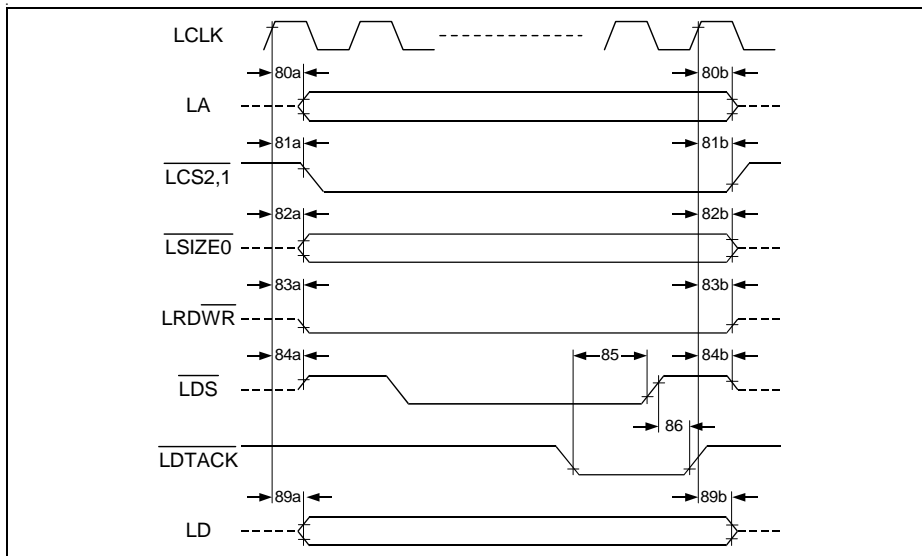 LCLK
80a 80b
LA
81a 81b
LCS2,1
82a 82b
LSIZE0
83a 83b
LRDWR
84a 85 84b
LDS
86
LDTACK
89a 89b
LD